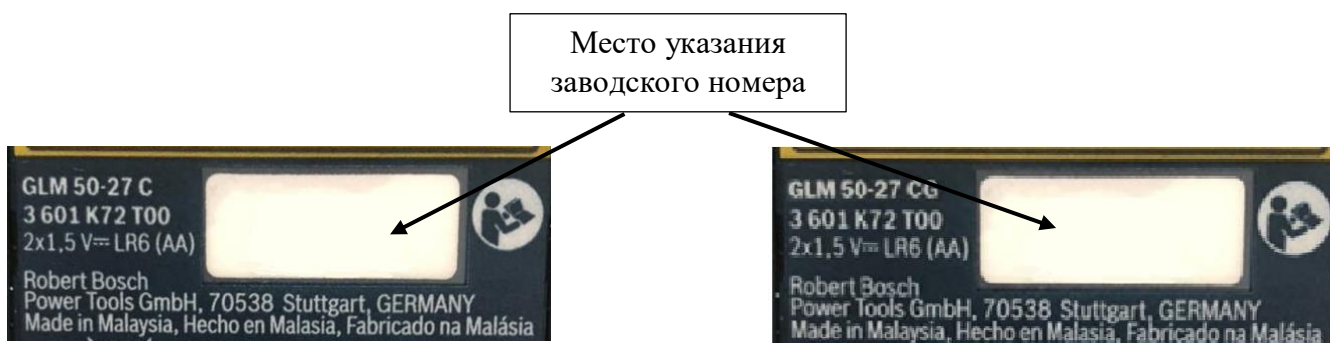 Место указания
заводского номера
GLM 50-27 C
3 601 K72 T00
2x1,5 V⎓ LR6 (AA)
Robert Bosch
Power Tools GmbH, 70538 Stuttgart, GERMANY
Made in Malaysia, Hecho en Malasia, Fabricado na Malásia
GLM 50-27 CG
3 601 K72 T00
2x1,5 V⎓ LR6 (AA)
Robert Bosch
Power Tools GmbH, 70538 Stuttgart, GERMANY
Made in Malaysia, Hecho en Malasia, Fabricado na Malásia